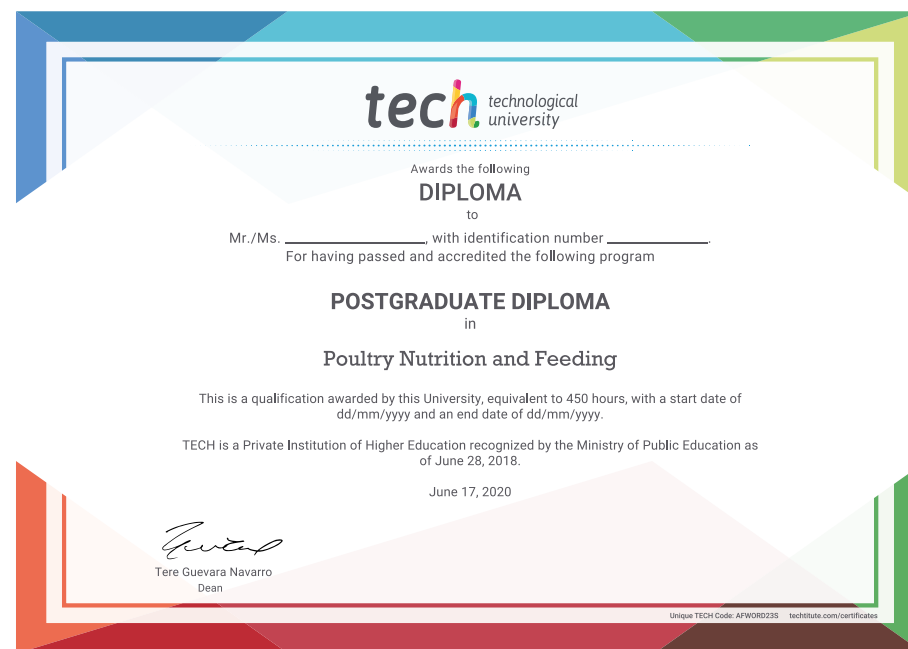 tech technological
university
Awards the following
DIPLOMA
to
Mr./Ms. ____________________, with identification number ______________.
For having passed and accredited the following program
POSTGRADUATE DIPLOMA
in
Poultry Nutrition and Feeding
This is a qualification awarded by this University, equivalent to 450 hours, with a start date of
dd/mm/yyyy and an end date of dd/mm/yyyy.
TECH is a Private Institution of Higher Education recognized by the Ministry of Public Education as
of June 28, 2018.
June 17, 2020
Tere Guevara Navarro
Dean
Unique TECH Code: AFWORD23S techtitute.com/certificates